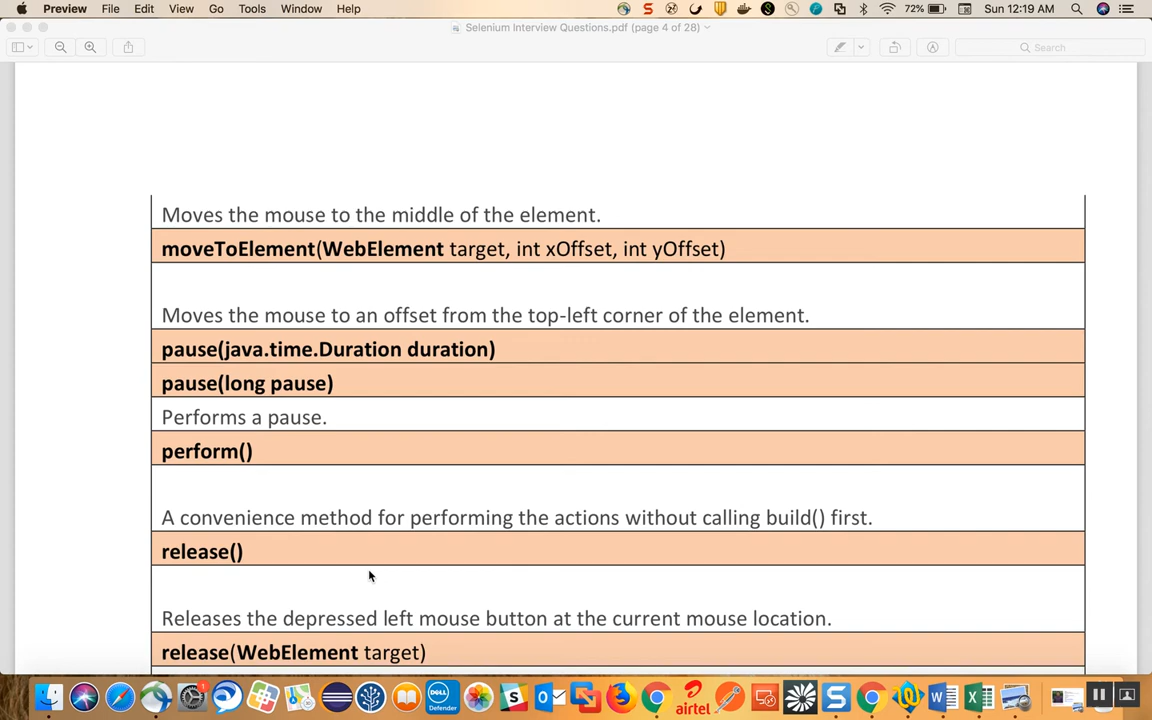 Preview File Edit View Go Tools Window Help 72% Sun 12:19 AM
Selenium Interview Questions.pdf (page 4 of 28)
Search
Moves the mouse to the middle of the element.
moveToElement(WebElement target, int xOffset, int yOffset)
Moves the mouse to an offset from the top-left corner of the element.
pause(java.time.Duration duration)
pause(long pause)
Performs a pause.
perform()
A convenience method for performing the actions without calling build() first.
release()
Releases the depressed left mouse button at the current mouse location.
release(WebElement target)
DELL
Defender
airtel